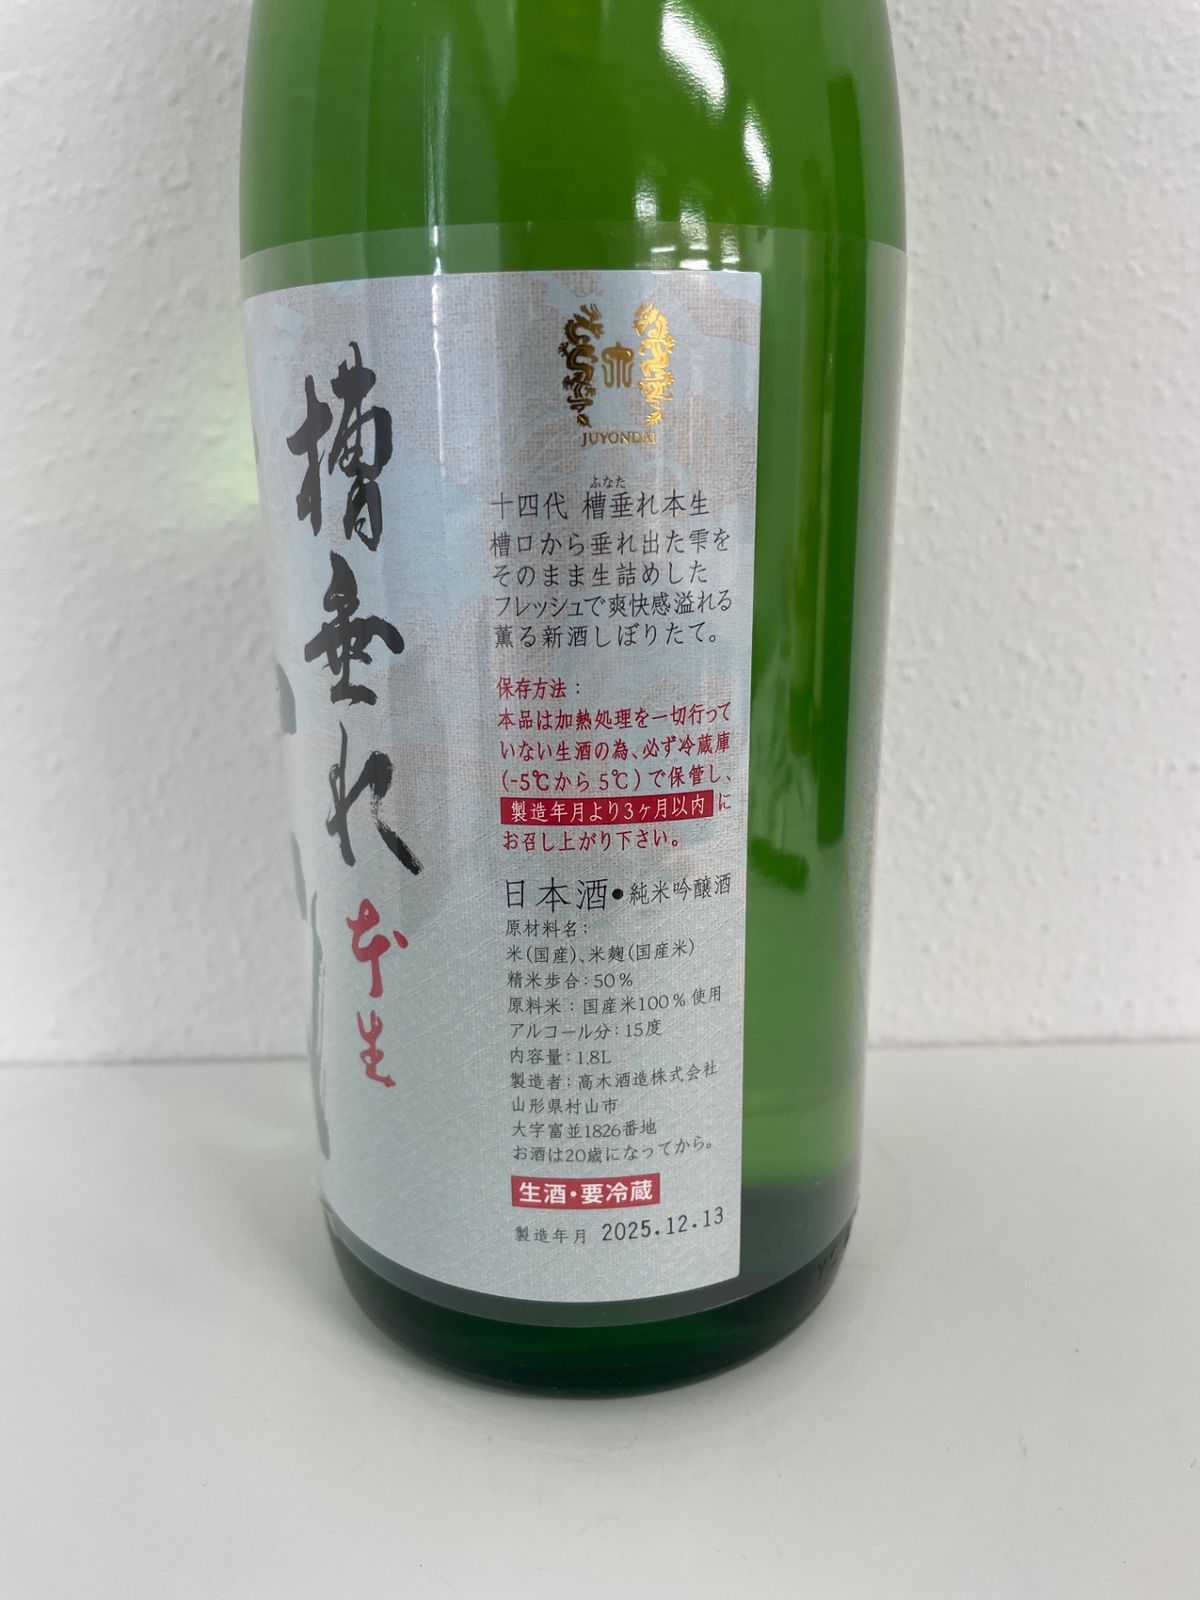 槽垂れ
本生
JUYONDAI
ふなた
十四代 槽垂れ本生
槽口から垂れ出た雫を
そのまま生詰めした
フレッシュで爽快感溢れる
薫る新酒しぼりたて。
保存方法：
本品は加熱処理を一切行って
いない生酒の為、必ず冷蔵庫
(-5℃から5℃)で保管し、
製造年月より3ヶ月以内に
お召し上がり下さい。
日本酒●純米吟醸酒
原材料名：
米(国産)、米麹(国産米)
精米歩合：50％
原料米：国産米100％使用
アルコール分：15度
内容量：1.8L
製造者：高木酒造株式会社
山形県村山市
大字富並1826番地
お酒は20歳になってから。
生酒・要冷蔵
製造年月 2025.12.13